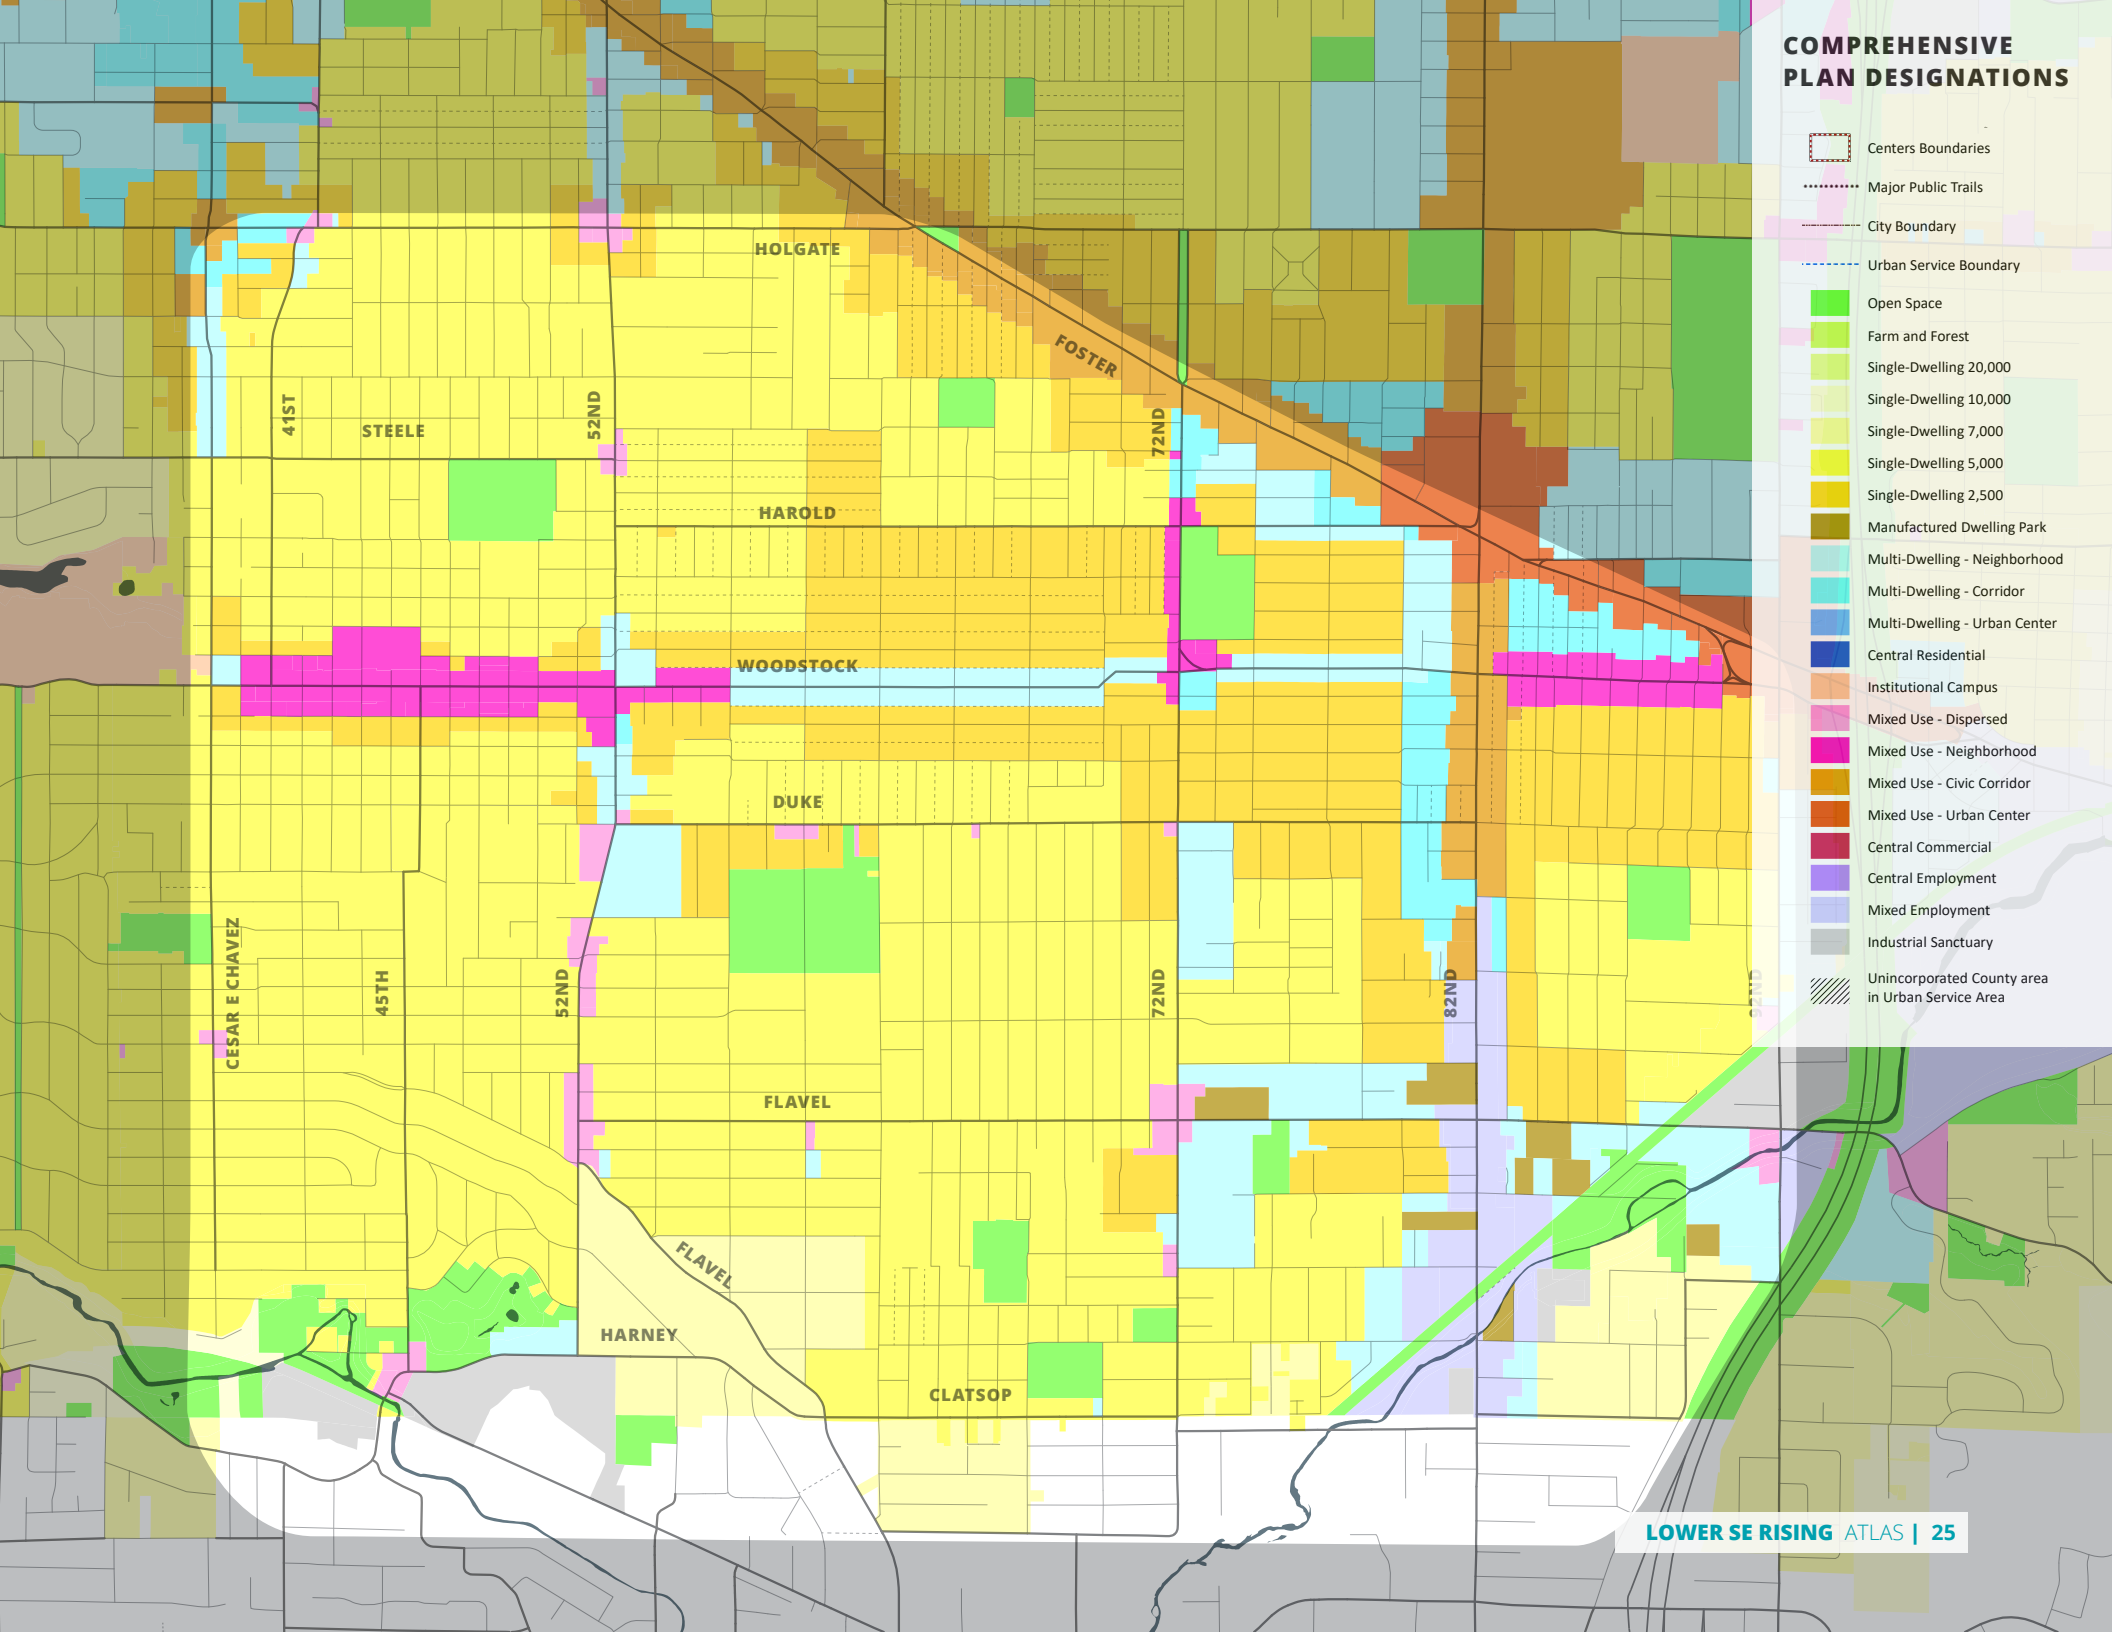 COMPREHENSIVE
PLAN DESIGNATIONS
Centers Boundaries
Major Public Trails
City Boundary
Urban Service Boundary
Open Space
Farm and Forest
Single-Dwelling 20,000
Single-Dwelling 10,000
Single-Dwelling 7,000
Single-Dwelling 5,000
Single-Dwelling 2,500
Manufactured Dwelling Park
Multi-Dwelling - Neighborhood
Multi-Dwelling - Corridor
Multi-Dwelling - Urban Center
Central Residential
Institutional Campus
Mixed Use - Dispersed
Mixed Use - Neighborhood
Mixed Use - Civic Corridor
Mixed Use - Urban Center
Central Commercial
Central Employment
Mixed Employment
Industrial Sanctuary
Unincorporated County area
in Urban Service Area
HOLGATE
FOSTER
41ST
STEELE
52ND
72ND
HAROLD
WOODSTOCK
DUKE
CESAR E CHAVEZ
45TH
52ND
72ND
82ND
92ND
FLAVEL
FLAVEL
HARNEY
CLATSOP
LOWER SE RISING ATLAS | 25